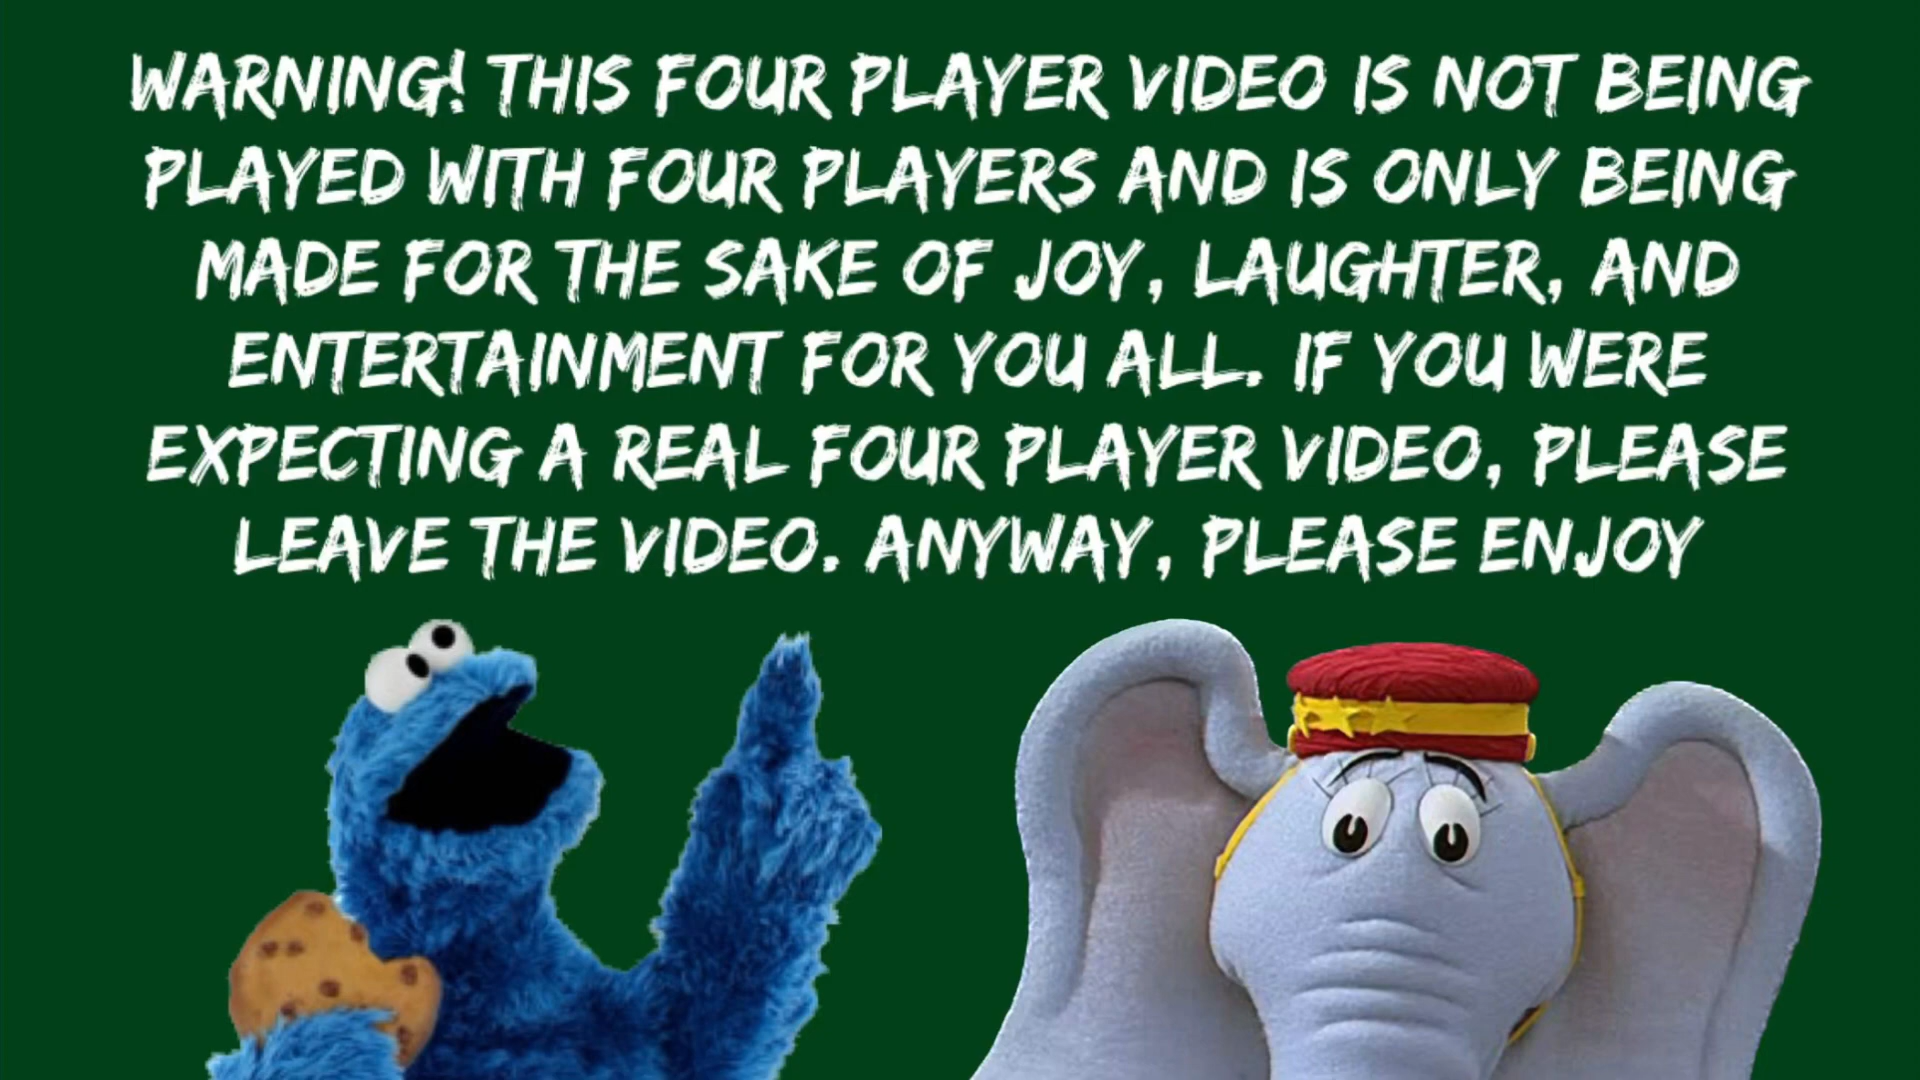 WARNING! THIS FOUR PLAYER VIDEO IS NOT BEING
PLAYED WITH FOUR PLAYERS AND IS ONLY BEING
MADE FOR THE SAKE OF JOY, LAUGHTER, AND
ENTERTAINMENT FOR YOU ALL. IF YOU WERE
EXPECTING A REAL FOUR PLAYER VIDEO, PLEASE
LEAVE THE VIDEO. ANYWAY, PLEASE ENJOY